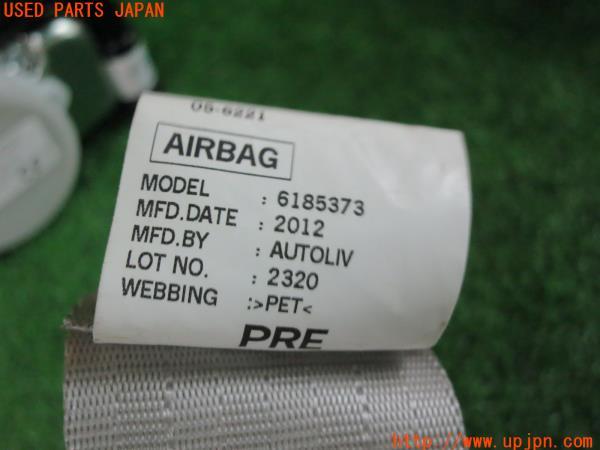 USED PARTS JAPAN
05-6221
AIRBAG
MODEL : 6185373
MFD.DATE : 2012
MFD.BY : AUTOLIV
LOT NO. : 2320
WEBBING :>PET<
PRE
http://www.upjpn.com